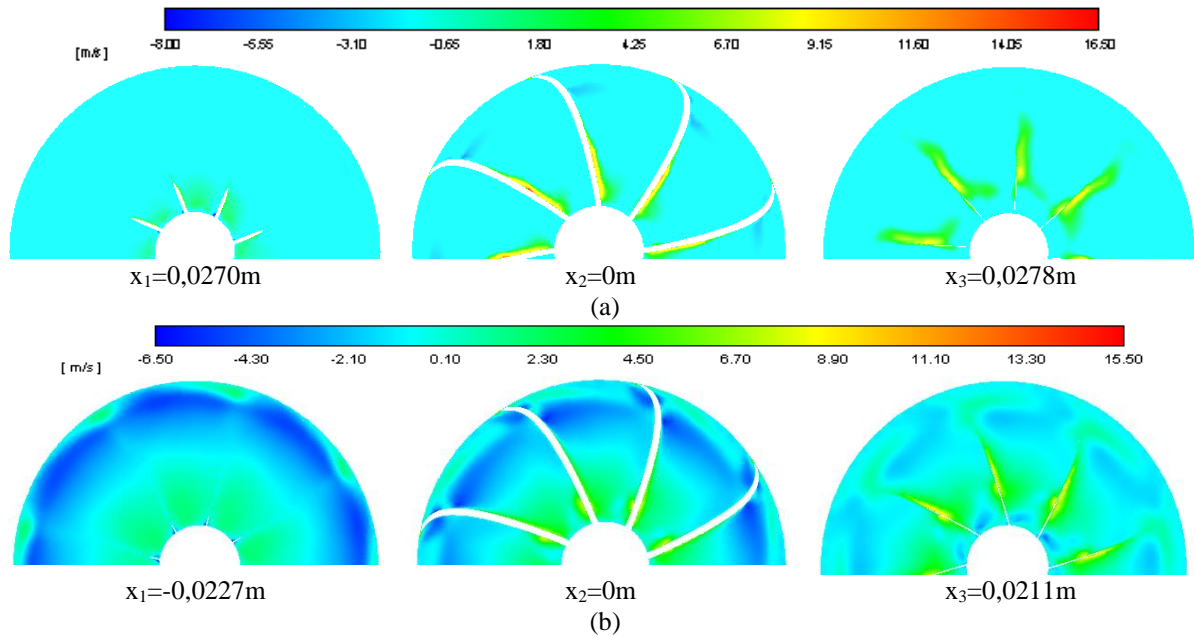 -8.00 -5.55 -3.10 -0.65 1.80 4.25 6.70 9.15 11.60 14.05 16.50
[m/s]
x₁=0,0270m x₂=0m x₃=0,0278m
(a)
-6.50 -4.30 -2.10 0.10 2.30 4.50 6.70 8.90 11.10 13.30 15.50
[ m/s ]
x₁=-0,0227m x₂=0m x₃=0,0211m
(b)